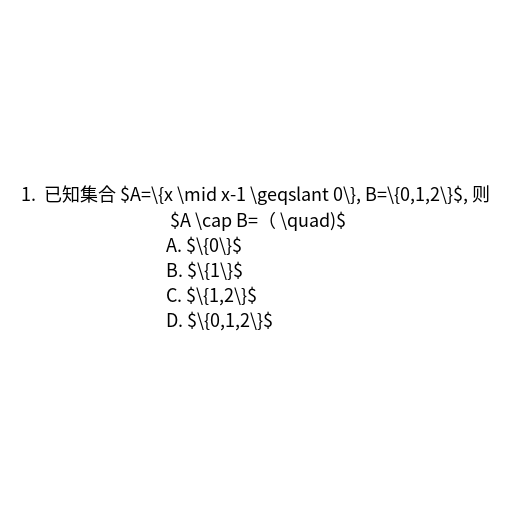 1. 已知集合 $A=\{x \mid x-1 \geqslant 0\}, B=\{0,1,2\}$, 则
$A \cap B=（ \quad)$
A. $\{0\}$
B. $\{1\}$
C. $\{1,2\}$
D. $\{0,1,2\}$